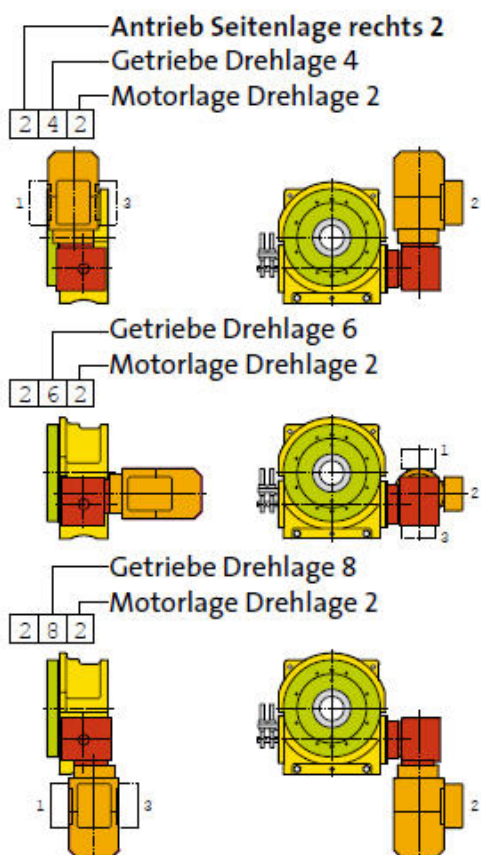 Antrieb Seitenlage rechts 2
Getriebe Drehlage 4
Motorlage Drehlage 2
2 4 2
1 3 2
Getriebe Drehlage 6
Motorlage Drehlage 2
2 6 2
1
2
3
Getriebe Drehlage 8
Motorlage Drehlage 2
2 8 2
1 3 2